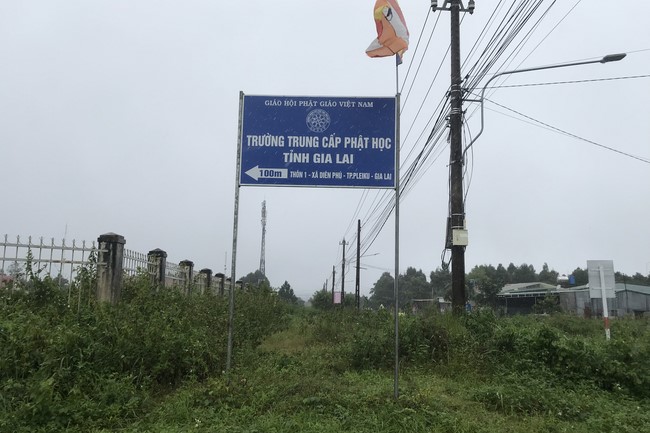 GIÁO HỘI PHẬT GIÁO VIỆT NAM
TRƯỜNG TRUNG CẤP PHẬT HỌC
TỈNH GIA LAI
100m THÔN 1 - XÃ DIÊN PHÚ - TP.PLEIKU - GIA LAI